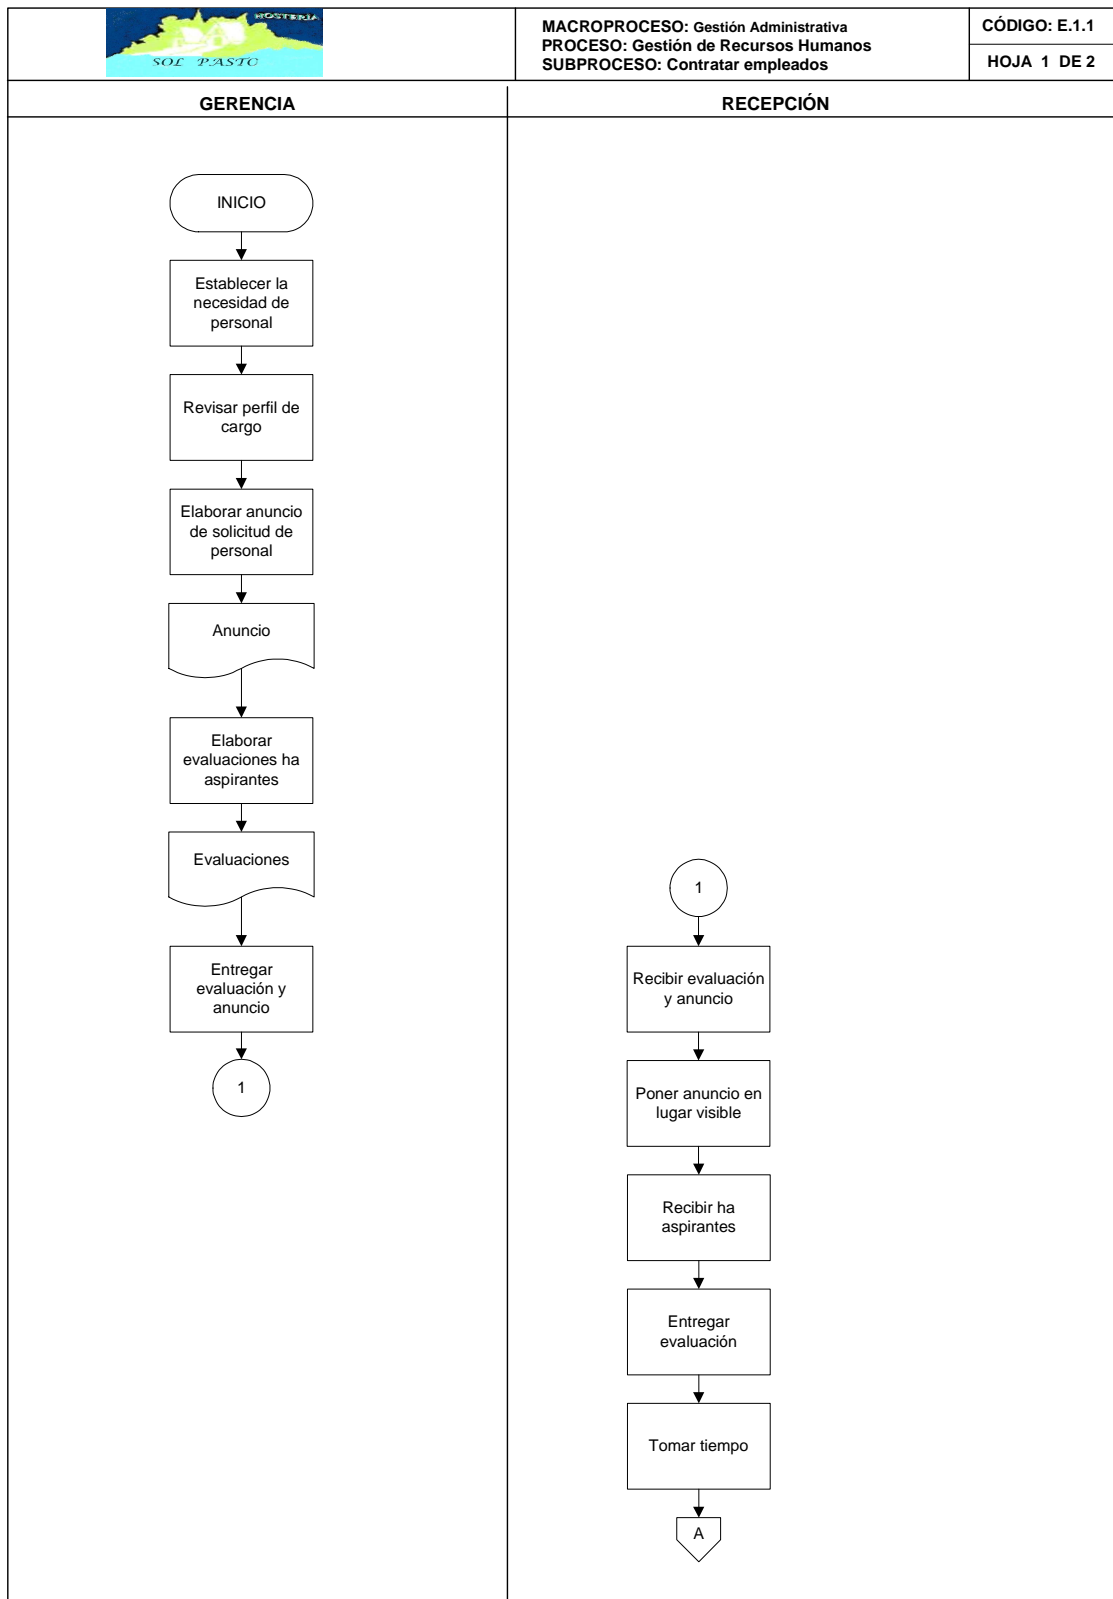 HOSTERIA
SOL PASTO
MACROPROCESO: Gestión Administrativa
PROCESO: Gestión de Recursos Humanos
SUBPROCESO: Contratar empleados
CÓDIGO: E.1.1
HOJA 1 DE 2
GERENCIA
RECEPCIÓN
INICIO
Establecer la
necesidad de
personal
Revisar perfil de
cargo
Elaborar anuncio
de solicitud de
personal
Anuncio
Elaborar
evaluaciones ha
aspirantes
Evaluaciones
Entregar
evaluación y
anuncio
1
1
Recibir evaluación
y anuncio
Poner anuncio en
lugar visible
Recibir ha
aspirantes
Entregar
evaluación
Tomar tiempo
A